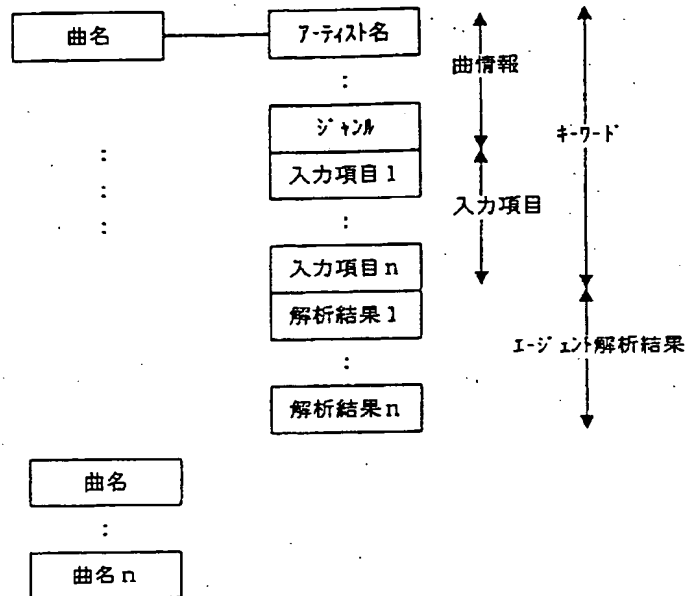 曲名
アーティスト名
：
ジャンル
入力項目1
：
入力項目n
解析結果1
：
解析結果n
曲情報
入力項目
キーワード
エージェント解析結果
：
：
：
曲名
：
曲名n